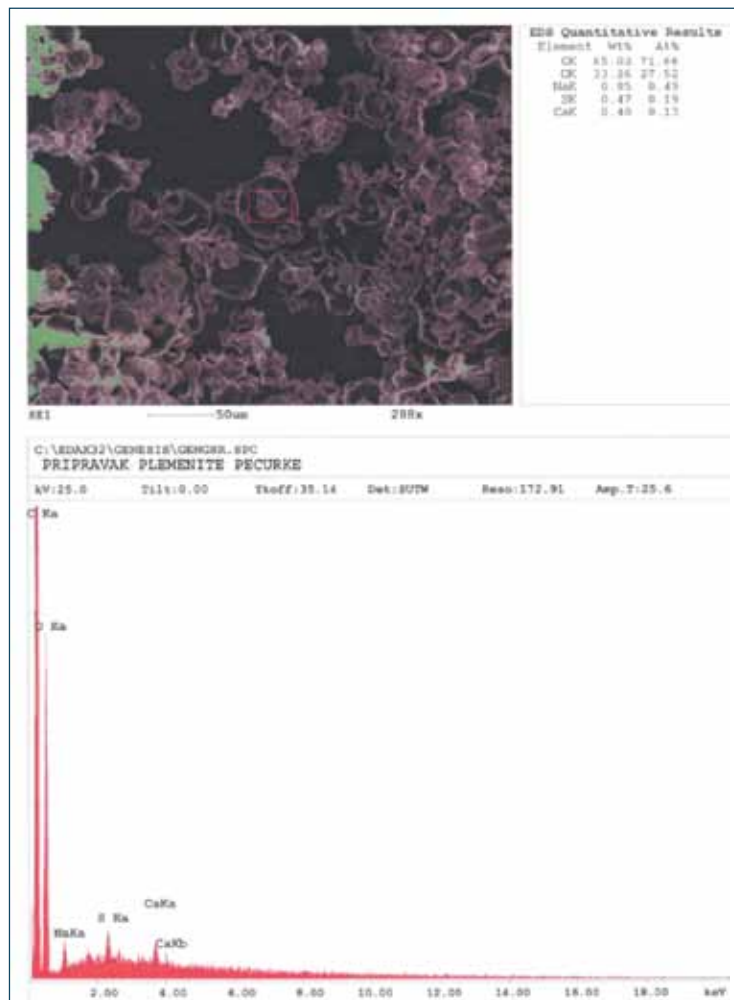 EDS Quantitative Results
Element Wt% At%
CK 65.02 71.68
OK 33.26 27.52
NaK 0.85 0.49
SK 0.47 0.19
CaK 0.40 0.13
SE1 50um 288x
C:\EDAX32\GENESIS\GENGSR.SPC
PRIPRAVAK PLEMENITE PECURKE
kV:25.0 Tilt:0.00 Tkoff:35.14 Det:SUTW Reso:172.91 Amp.T:25.6
C Ka
O Ka
CaKa
S Ka
NaKa
CaKb
2.00 4.00 6.00 8.00 10.00 12.00 14.00 16.00 18.00 keV